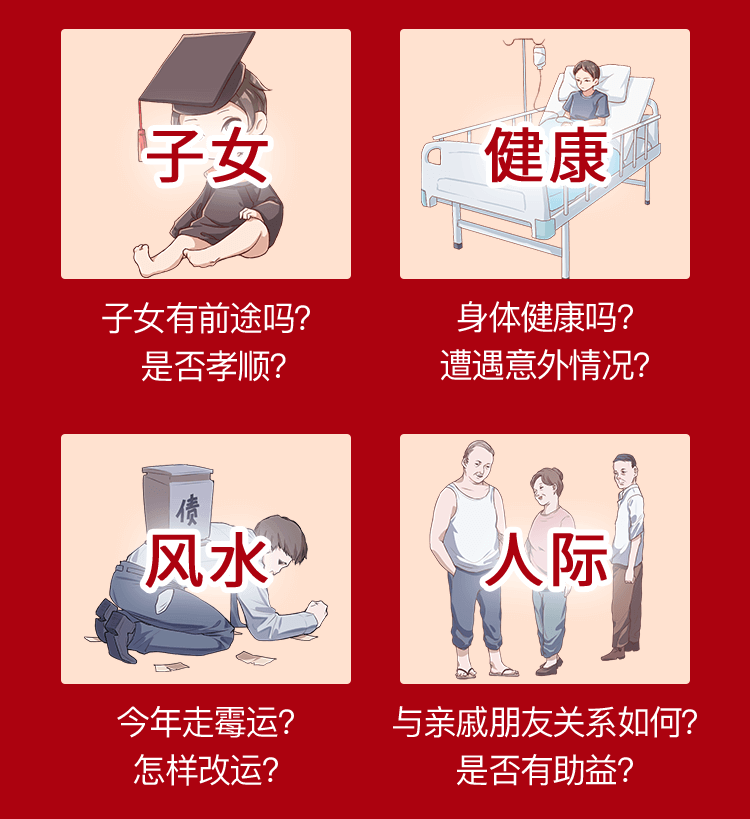 子女
健康
子女有前途吗?
是否孝顺?
身体健康吗?
遭遇意外情况?
债
风水
人际
今年走霉运?
怎样改运?
与亲戚朋友关系如何?
是否有助益?